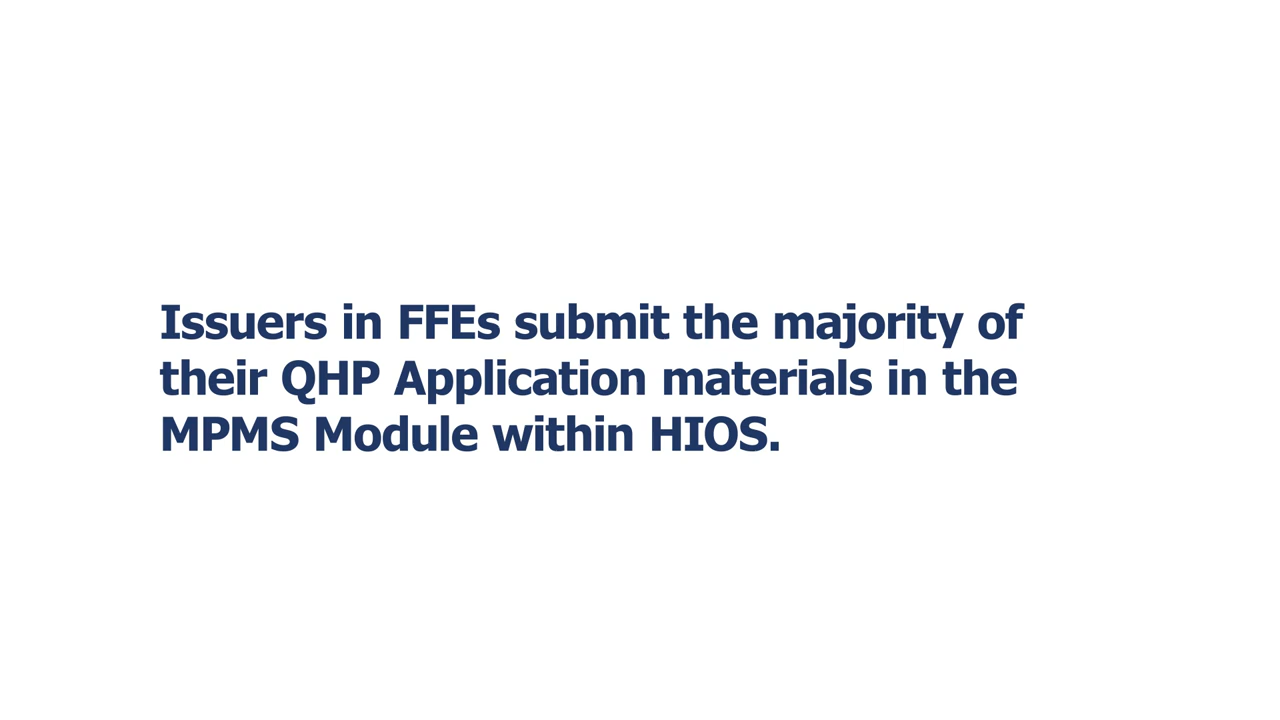 Issuers in FFEs submit the majority of
their QHP Application materials in the
MPMS Module within HIOS.